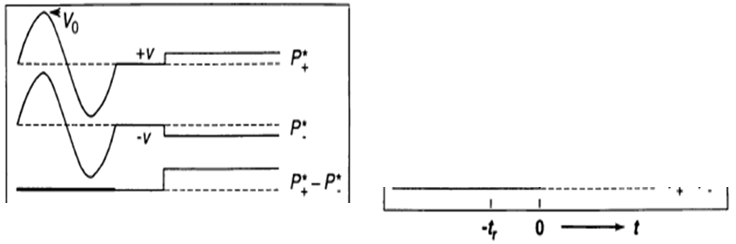 V₀
+v P*₊
-v P*₋
P*₊ – P*₋
+ -
-tᵣ 0 t